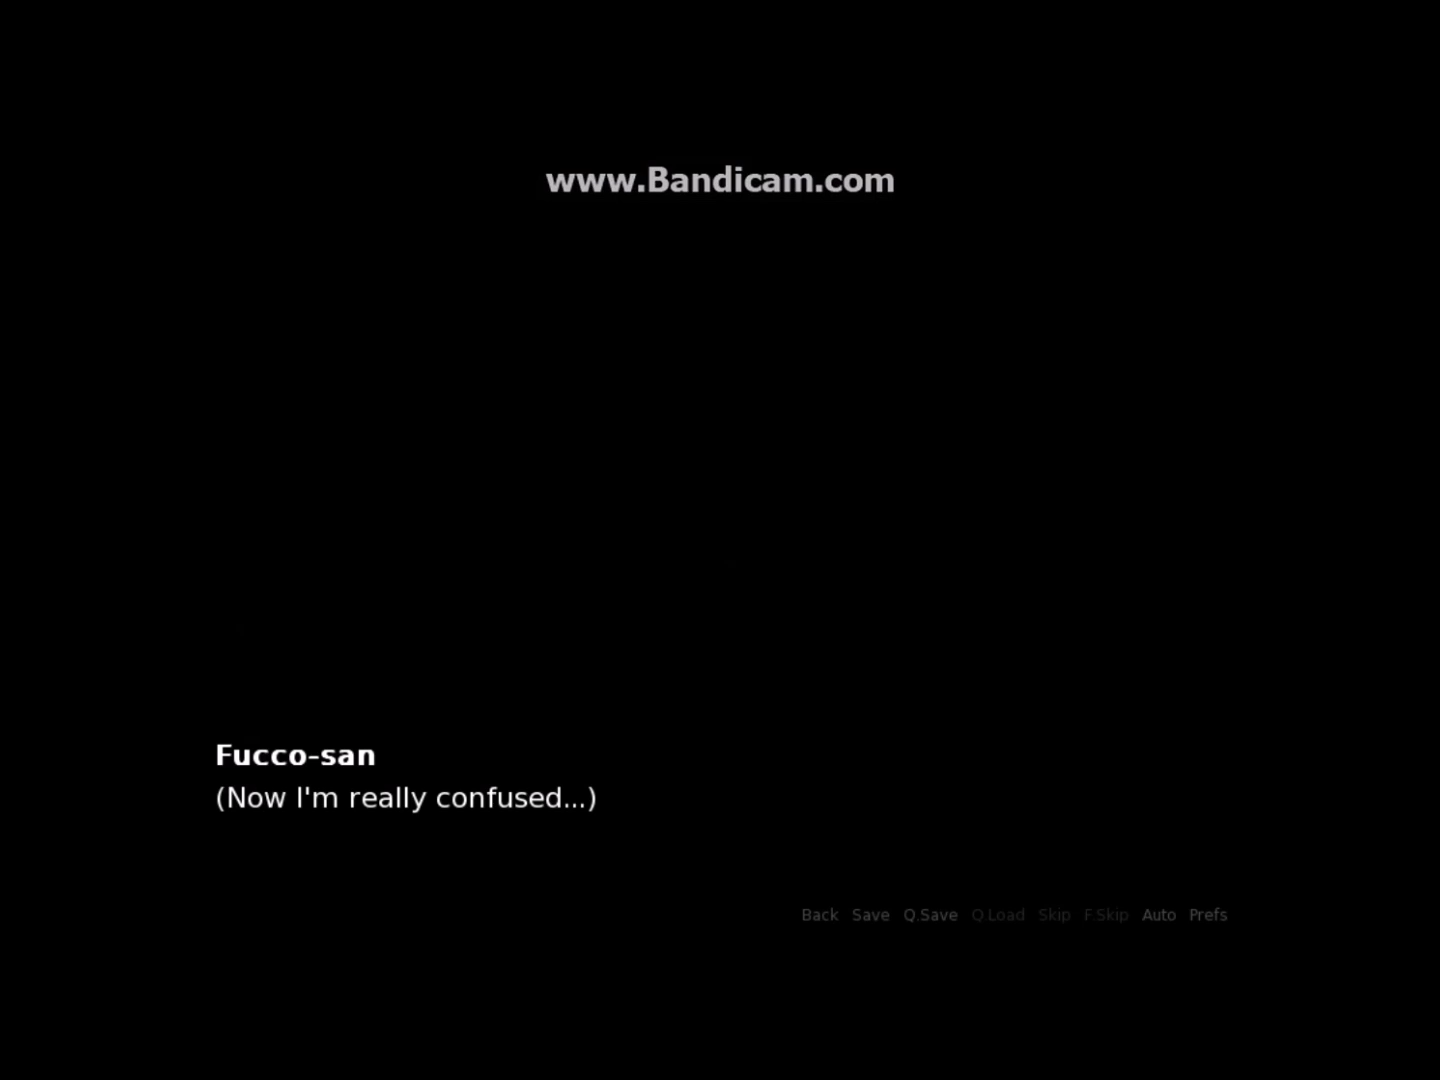 www.Bandicam.com
Fucco-san
(Now I'm really confused...)
Back Save Q.Save Q.Load Skip F.Skip Auto Prefs